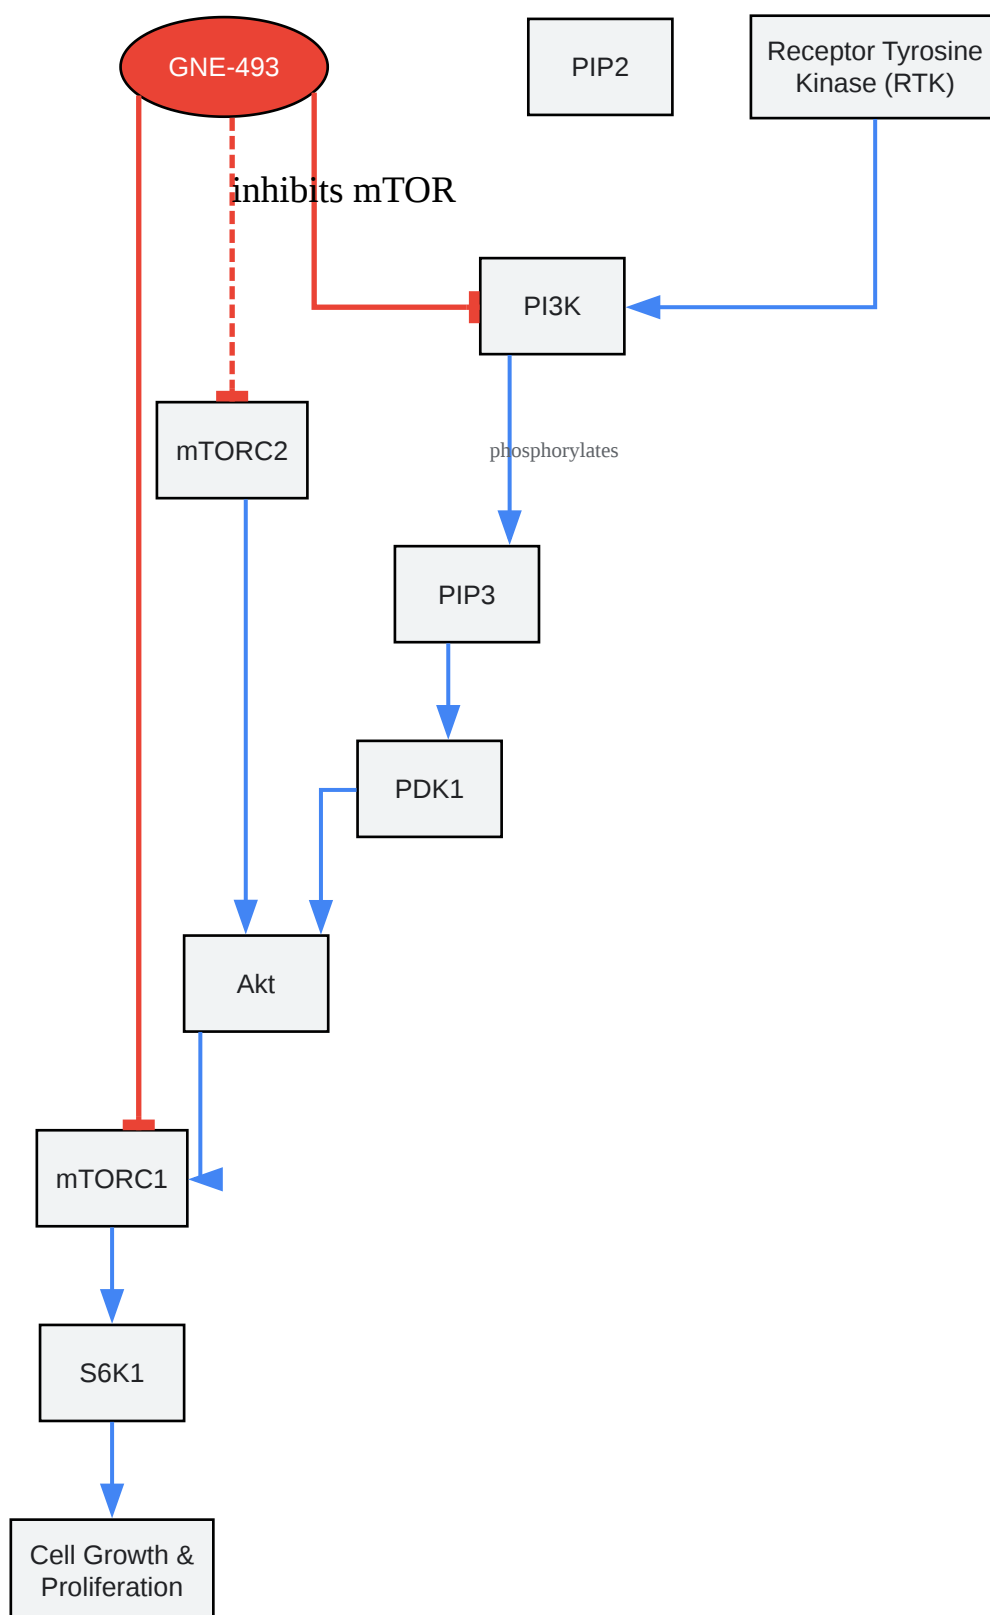 GNE-493
PIP2
Receptor Tyrosine
Kinase (RTK)
inhibits mTOR
PI3K
mTORC2
phosphorylates
PIP3
PDK1
Akt
mTORC1
S6K1
Cell Growth &
Proliferation